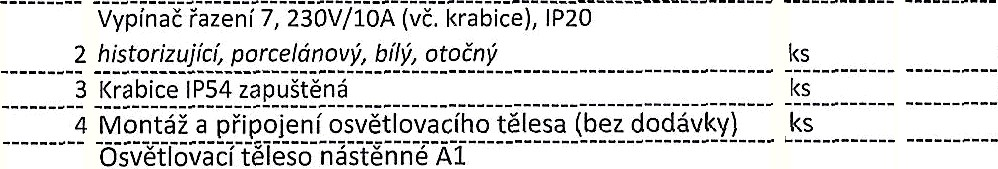 Vypínač řazení 7, 230V/10A (vč. krabice), IP20
2 historizující, porcelánový, bílý, otočný ks
3 Krabice IP54 zapuštěná ks
4 Montáž a připojení osvětlovacího tělesa (bez dodávky) ks
Osvětlovací těleso nástěnné A1